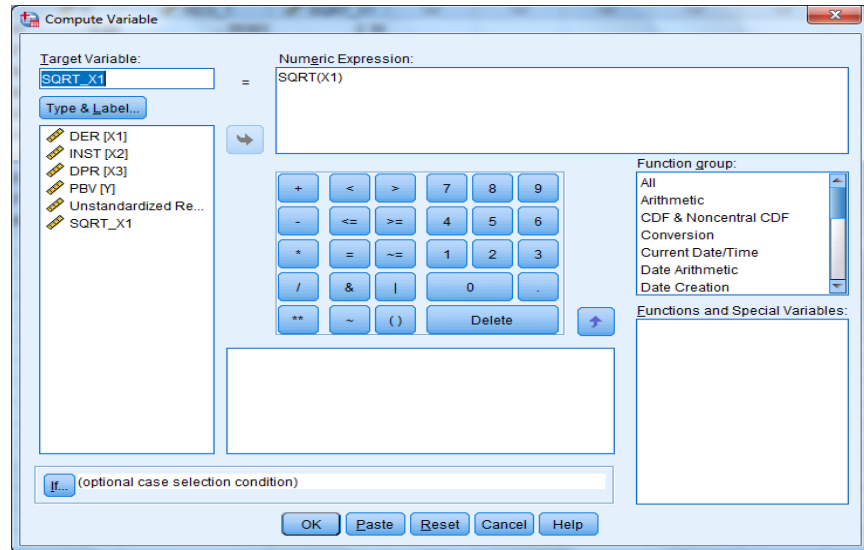 Compute Variable
Target Variable:
SQRT_X1
=
Numeric Expression:
SQRT(X1)
Type & Label...
DER [X1]
INST [X2]
DPR [X3]
PBV [Y]
Unstandardized Re...
SQRT_X1
+ < > 7 8 9
- <= >= 4 5 6
* = ~= 1 2 3
/ & | 0 .
** ~ ( ) Delete
Function group:
All
Arithmetic
CDF & Noncentral CDF
Conversion
Current Date/Time
Date Arithmetic
Date Creation
Functions and Special Variables:
If... (optional case selection condition)
OK Paste Reset Cancel Help